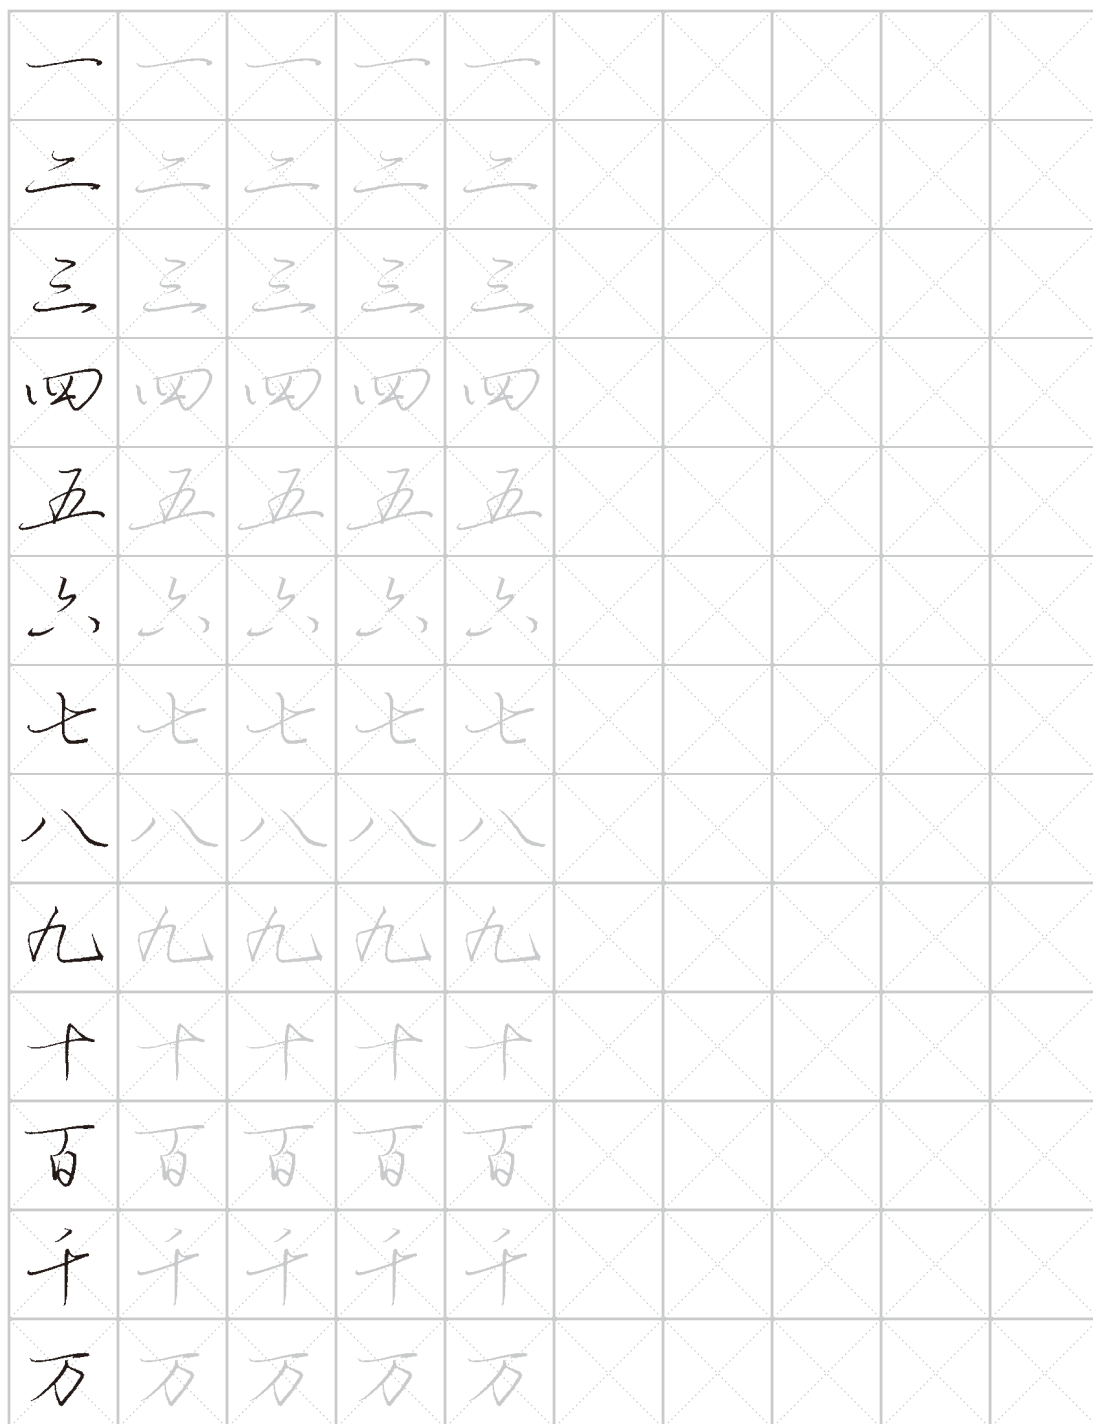 一 一 一 一 一
二 二 二 二 二
三 三 三 三 三
四 四 四 四 四
五 五 五 五 五
六 六 六 六 六
七 七 七 七 七
八 八 八 八 八
九 九 九 九 九
十 十 十 十 十
百 百 百 百 百
千 千 千 千 千
万 万 万 万 万